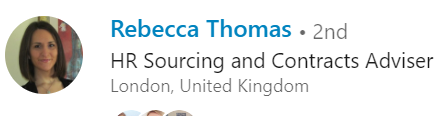 Rebecca Thomas • 2nd
HR Sourcing and Contracts Adviser
London, United Kingdom